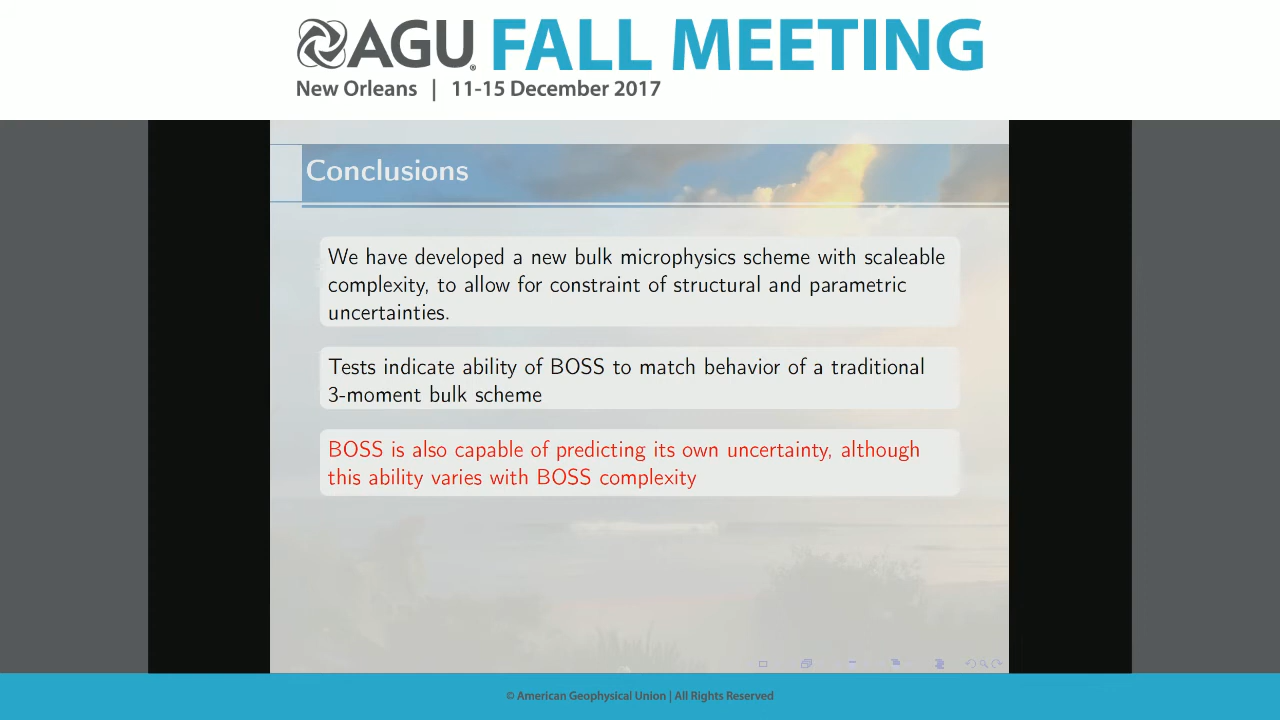 AGU FALL MEETING
New Orleans | 11-15 December 2017
Conclusions
We have developed a new bulk microphysics scheme with scaleable
complexity, to allow for constraint of structural and parametric
uncertainties.
Tests indicate ability of BOSS to match behavior of a traditional
3-moment bulk scheme
BOSS is also capable of predicting its own uncertainty, although
this ability varies with BOSS complexity
© American Geophysical Union | All Rights Reserved